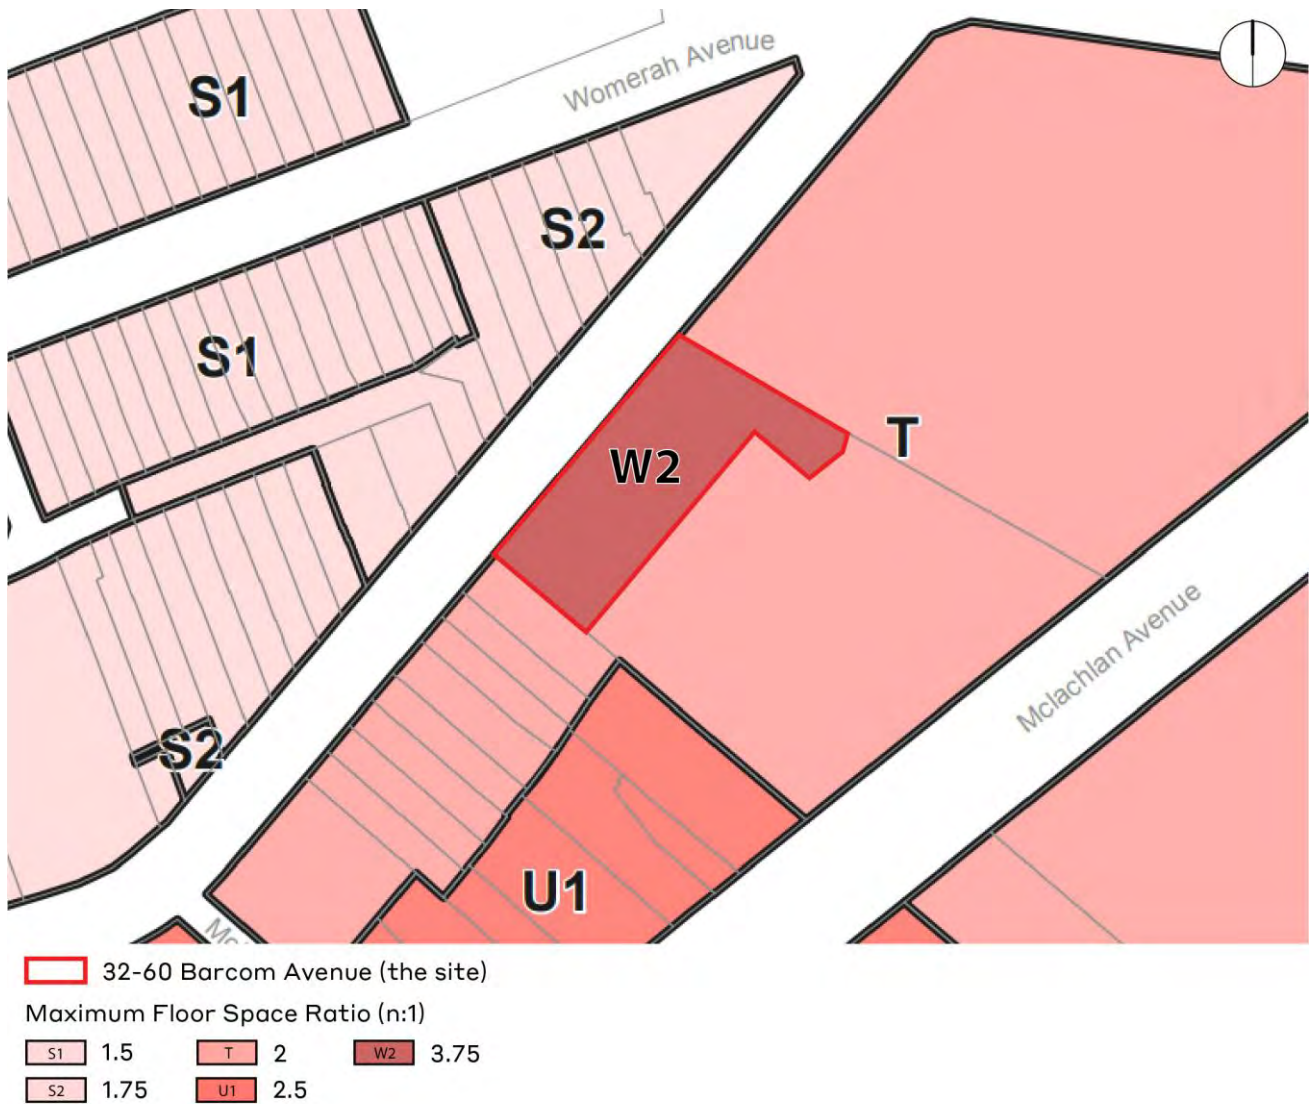 Womerah Avenue
S1
S2
S1
T
W2
Mclachlan Avenue
S2
U1
32-60 Barcom Avenue (the site)
Maximum Floor Space Ratio (n:1)
S1 1.5 T 2 W2 3.75
S2 1.75 U1 2.5